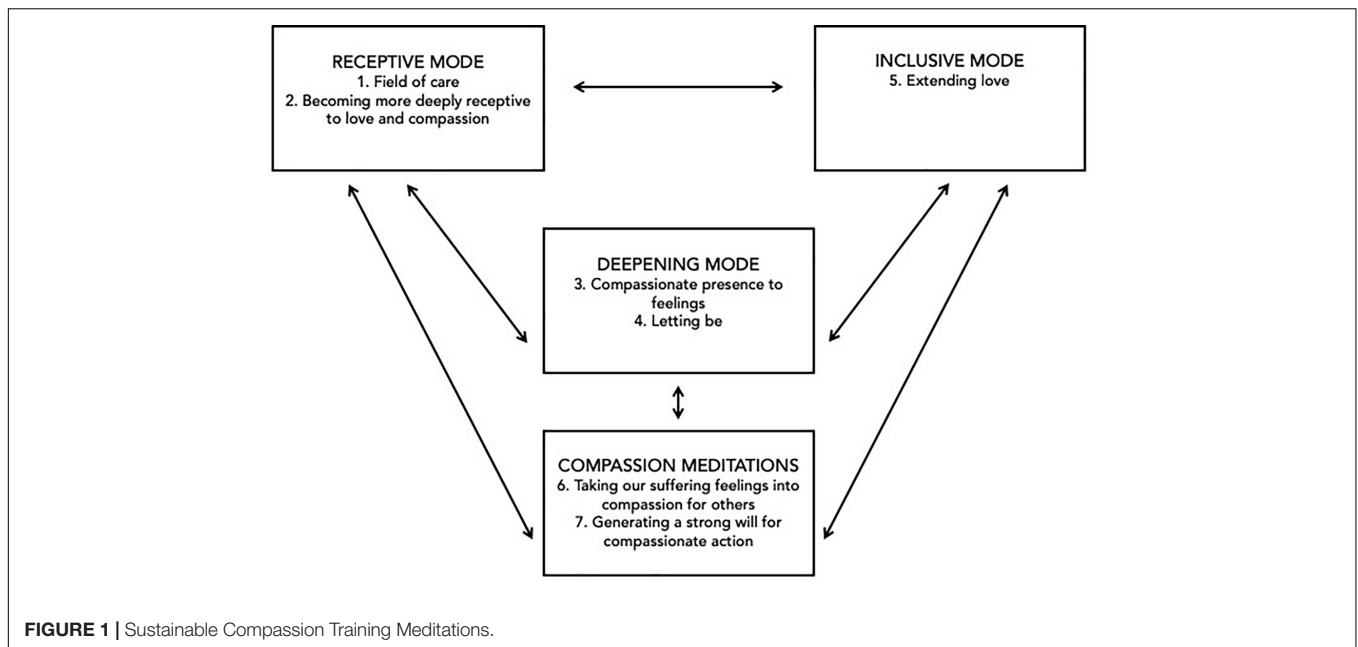 RECEPTIVE MODE
1. Field of care
2. Becoming more deeply receptive
to love and compassion
INCLUSIVE MODE
5. Extending love
DEEPENING MODE
3. Compassionate presence to
feelings
4. Letting be
COMPASSION MEDITATIONS
6. Taking our suffering feelings into
compassion for others
7. Generating a strong will for
compassionate action
FIGURE 1 | Sustainable Compassion Training Meditations.